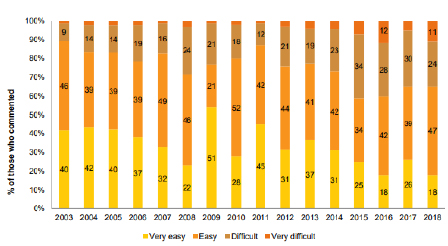 100%
90%
80%
70%
60%
50%
40%
30%
20%
10%
0%
% of those who commented
9 14 14 19 16 24 21 16 12 21 19 23 34 12 30 11
28 24
46 39 39 39 49 46 21 52 42 44 41 42 34 42 39 47
40 42 40 37 32 22 51 28 45 31 37 31 25 18 26 18
2003 2004 2005 2006 2007 2008 2009 2010 2011 2012 2013 2014 2015 2016 2017 2018
Very easy Easy Difficult Very difficult